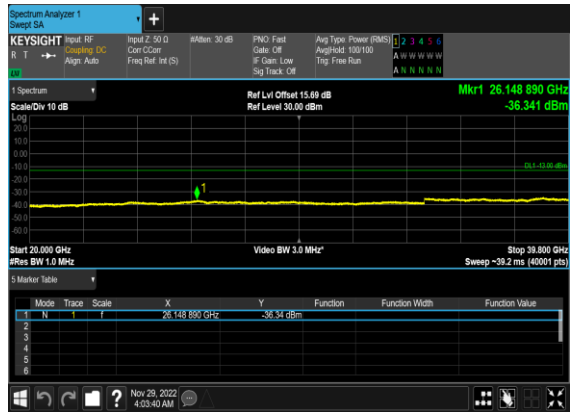 Spectrum Analyzer 1
Swept SA
+
KEYSIGHT Input: RF Input Z: 50 Ω #Atten: 30 dB PNO: Fast Avg Type: Power (RMS) 1 2 3 4 5 6
R T Coupling: DC Corr CCorr Gate: Off Avg|Hold: 100/100 A W W W W W
Align: Auto Freq Ref: Int (S) IF Gain: Low Trig: Free Run
Sig Track: Off A N N N N N
LW
1 Spectrum Ref Lvl Offset 15.69 dB Mkr1 26.148 890 GHz
Scale/Div 10 dB Ref Level 30.00 dBm -36.341 dBm
Log
20.0
10.0
0.00
-10.0 DL1 -13.00 dBm
-20.0
-30.0 1
-40.0
-50.0
-60.0
Start 20.000 GHz Video BW 3.0 MHz* Stop 39.800 GHz
#Res BW 1.0 MHz Sweep ~39.2 ms (40001 pts)
5 Marker Table
Mode Trace Scale X Y Function Function Width Function Value
1 N 1 f 26.148 890 GHz -36.34 dBm
2
3
4
5
6
? Nov 29, 2022
4:03:40 AM